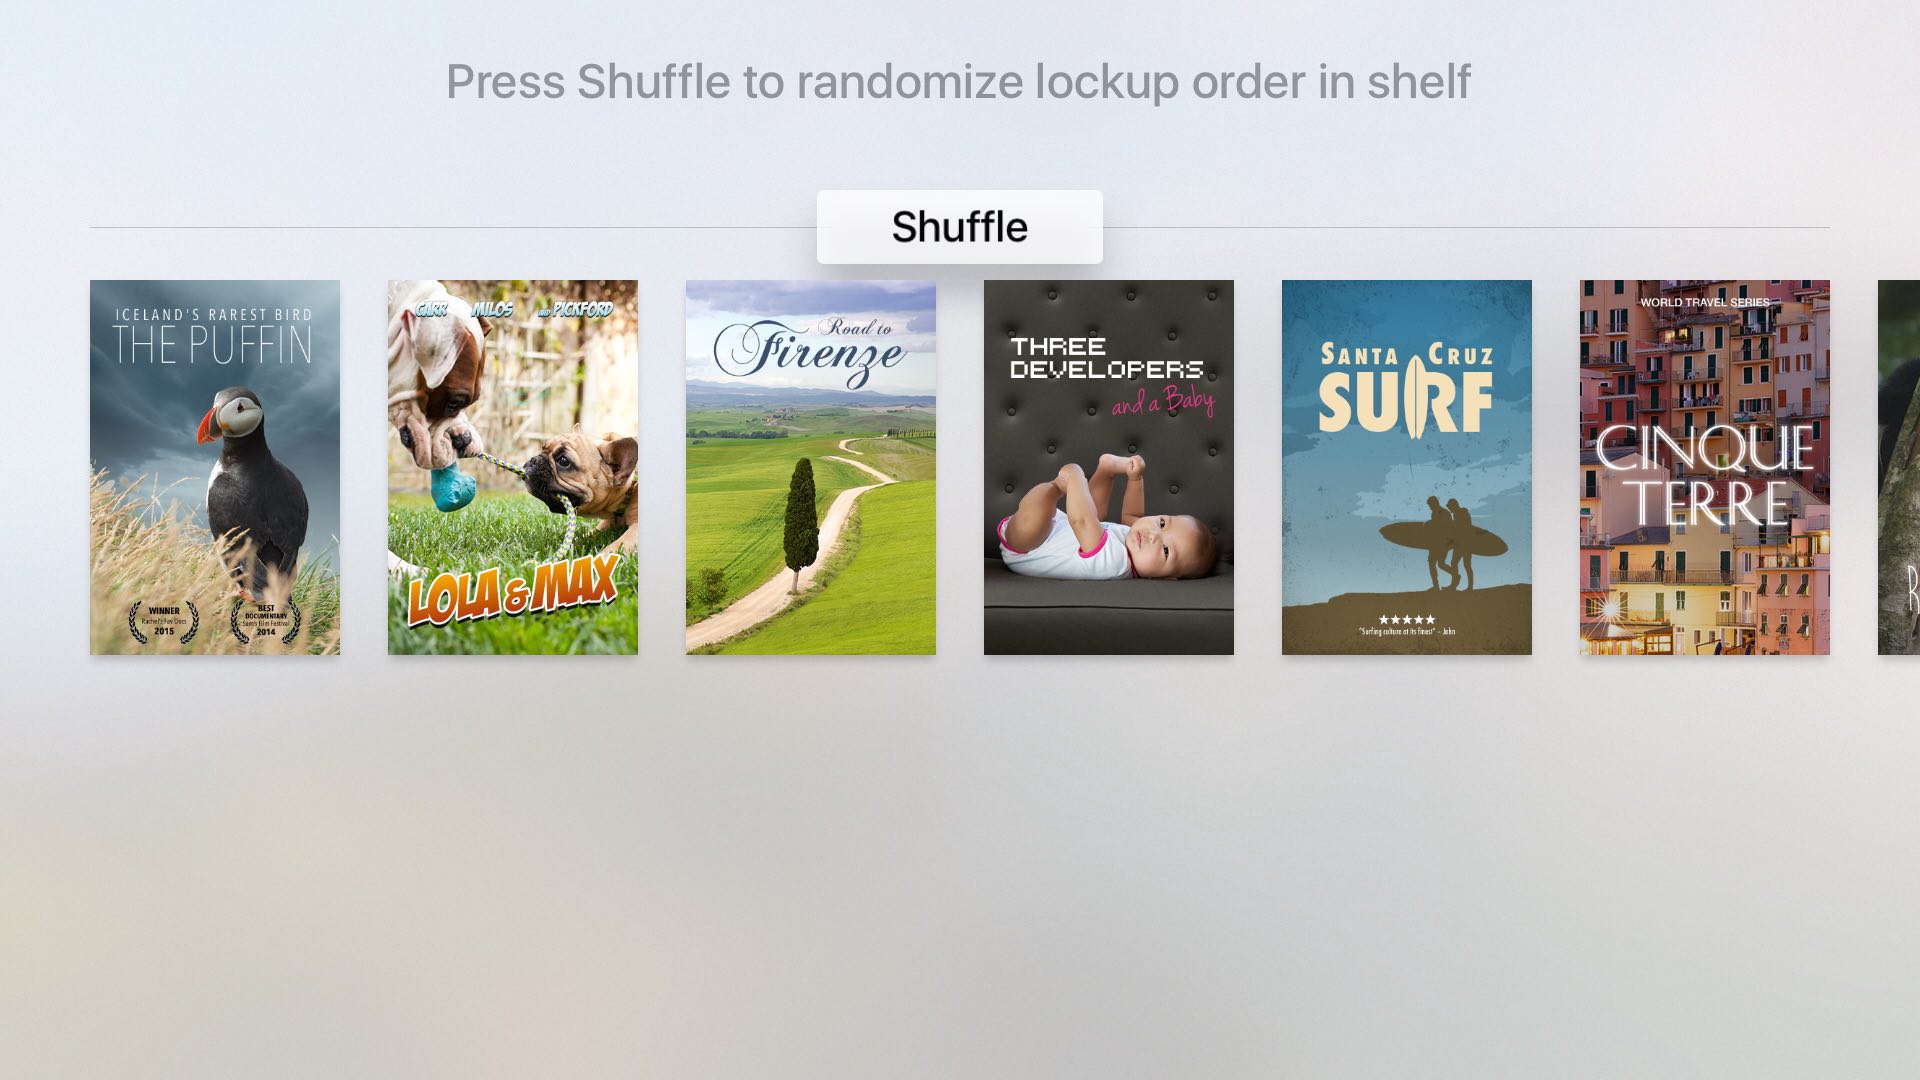 Press Shuffle to randomize lockup order in shelf
Shuffle
ICELAND'S RAREST BIRD
THE PUFFIN
WINNER
Rachel's Fav Docs
2015
BEST
DOCUMENTARY
Sam's Film Festival
2014
CARR MILOS AND PICKFORD
LOLA & MAX
Road to
Firenze
THREE
DEVELOPERS
and a Baby
SANTA CRUZ
SURF
★★★★★
"Surfing culture at its finest" - John
WORLD TRAVEL SERIES
CINQUE
TERRE